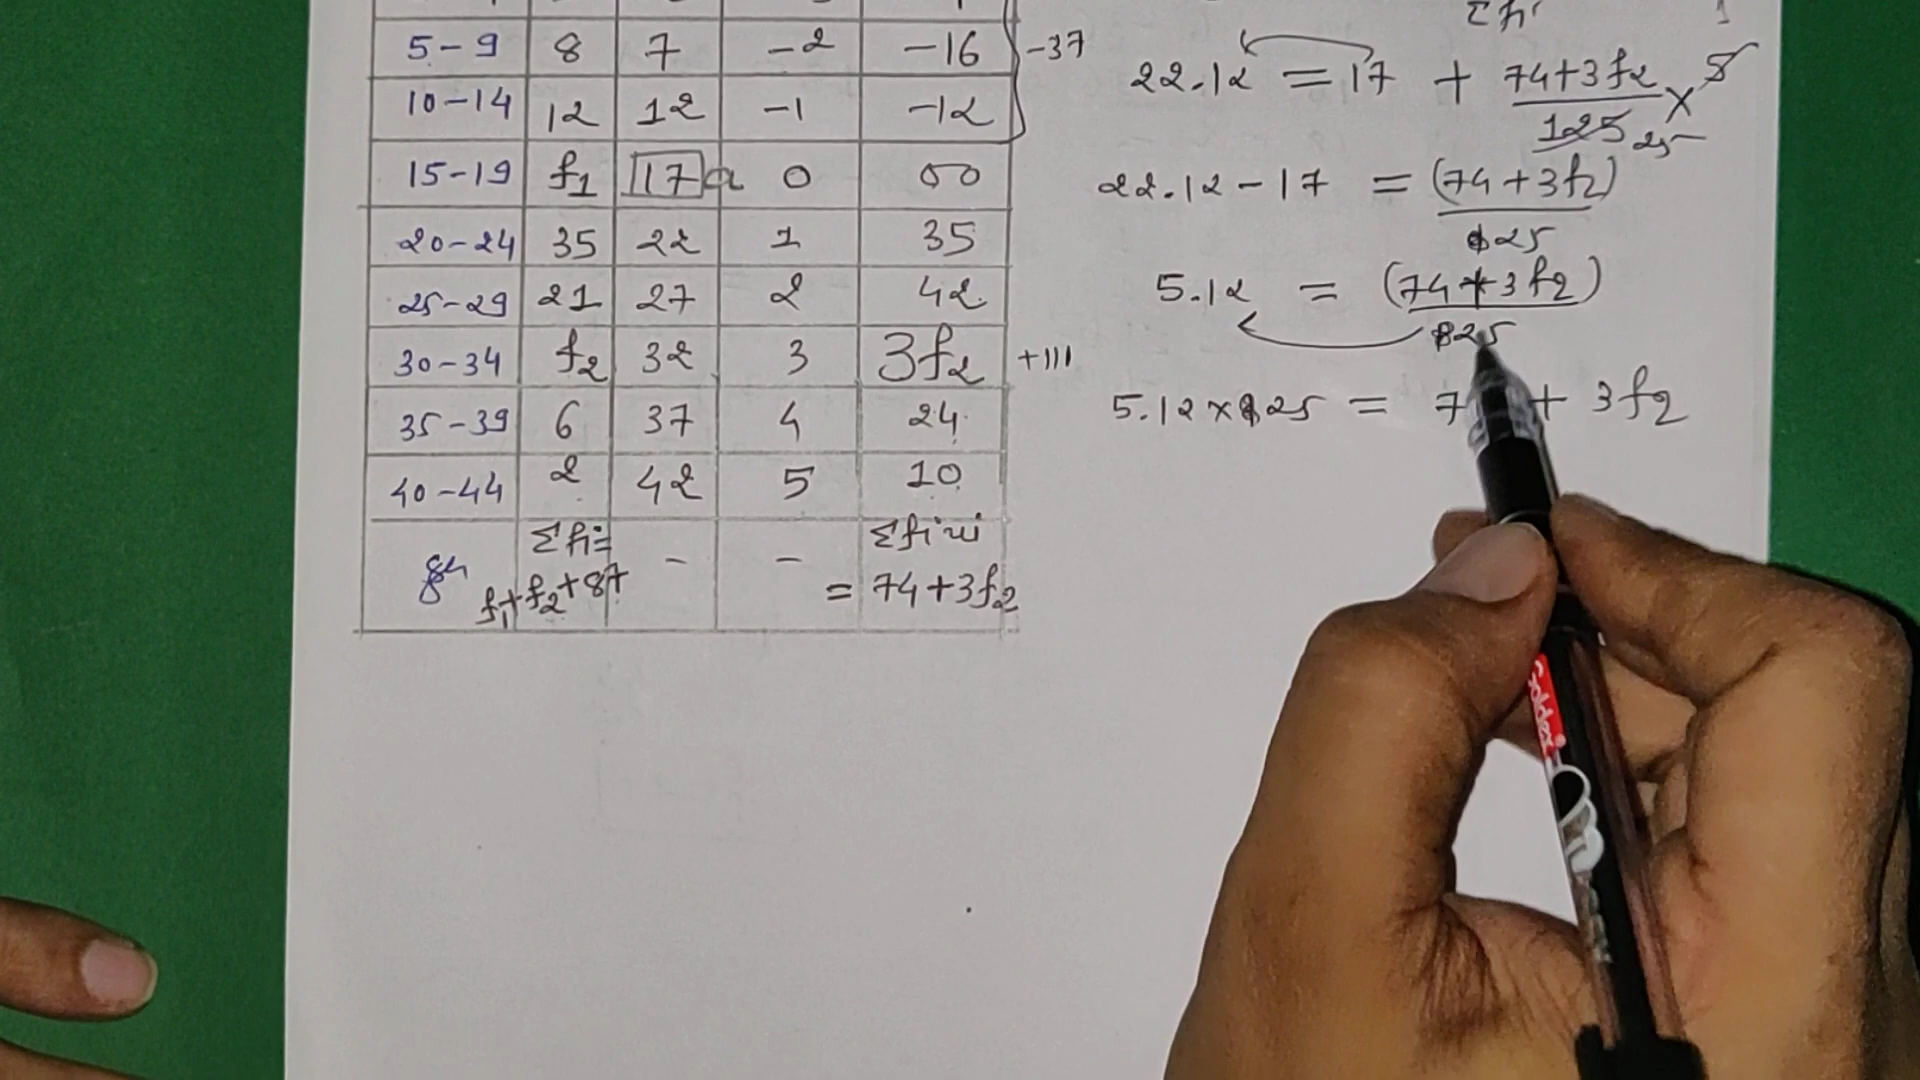 5-9 8 7 -2 -16 -37
10-14 12 12 -1 -12
15-19 f1 17 a 0 00
20-24 35 22 1 35
25-29 21 27 2 42
30-34 f2 32 3 3f2 +111
35-39 6 37 4 24
40-44 2 42 5 10
Σfi= f1+f2+87 - - Σfiui = 74+3f2
Σfi
22.12 = 17 + 74+3f2/125 × 5
25
22.12-17 = (74+3f2)/25
5.12 = (74+3f2)/25
5.12×25 = 7 + 3f2
Goldex